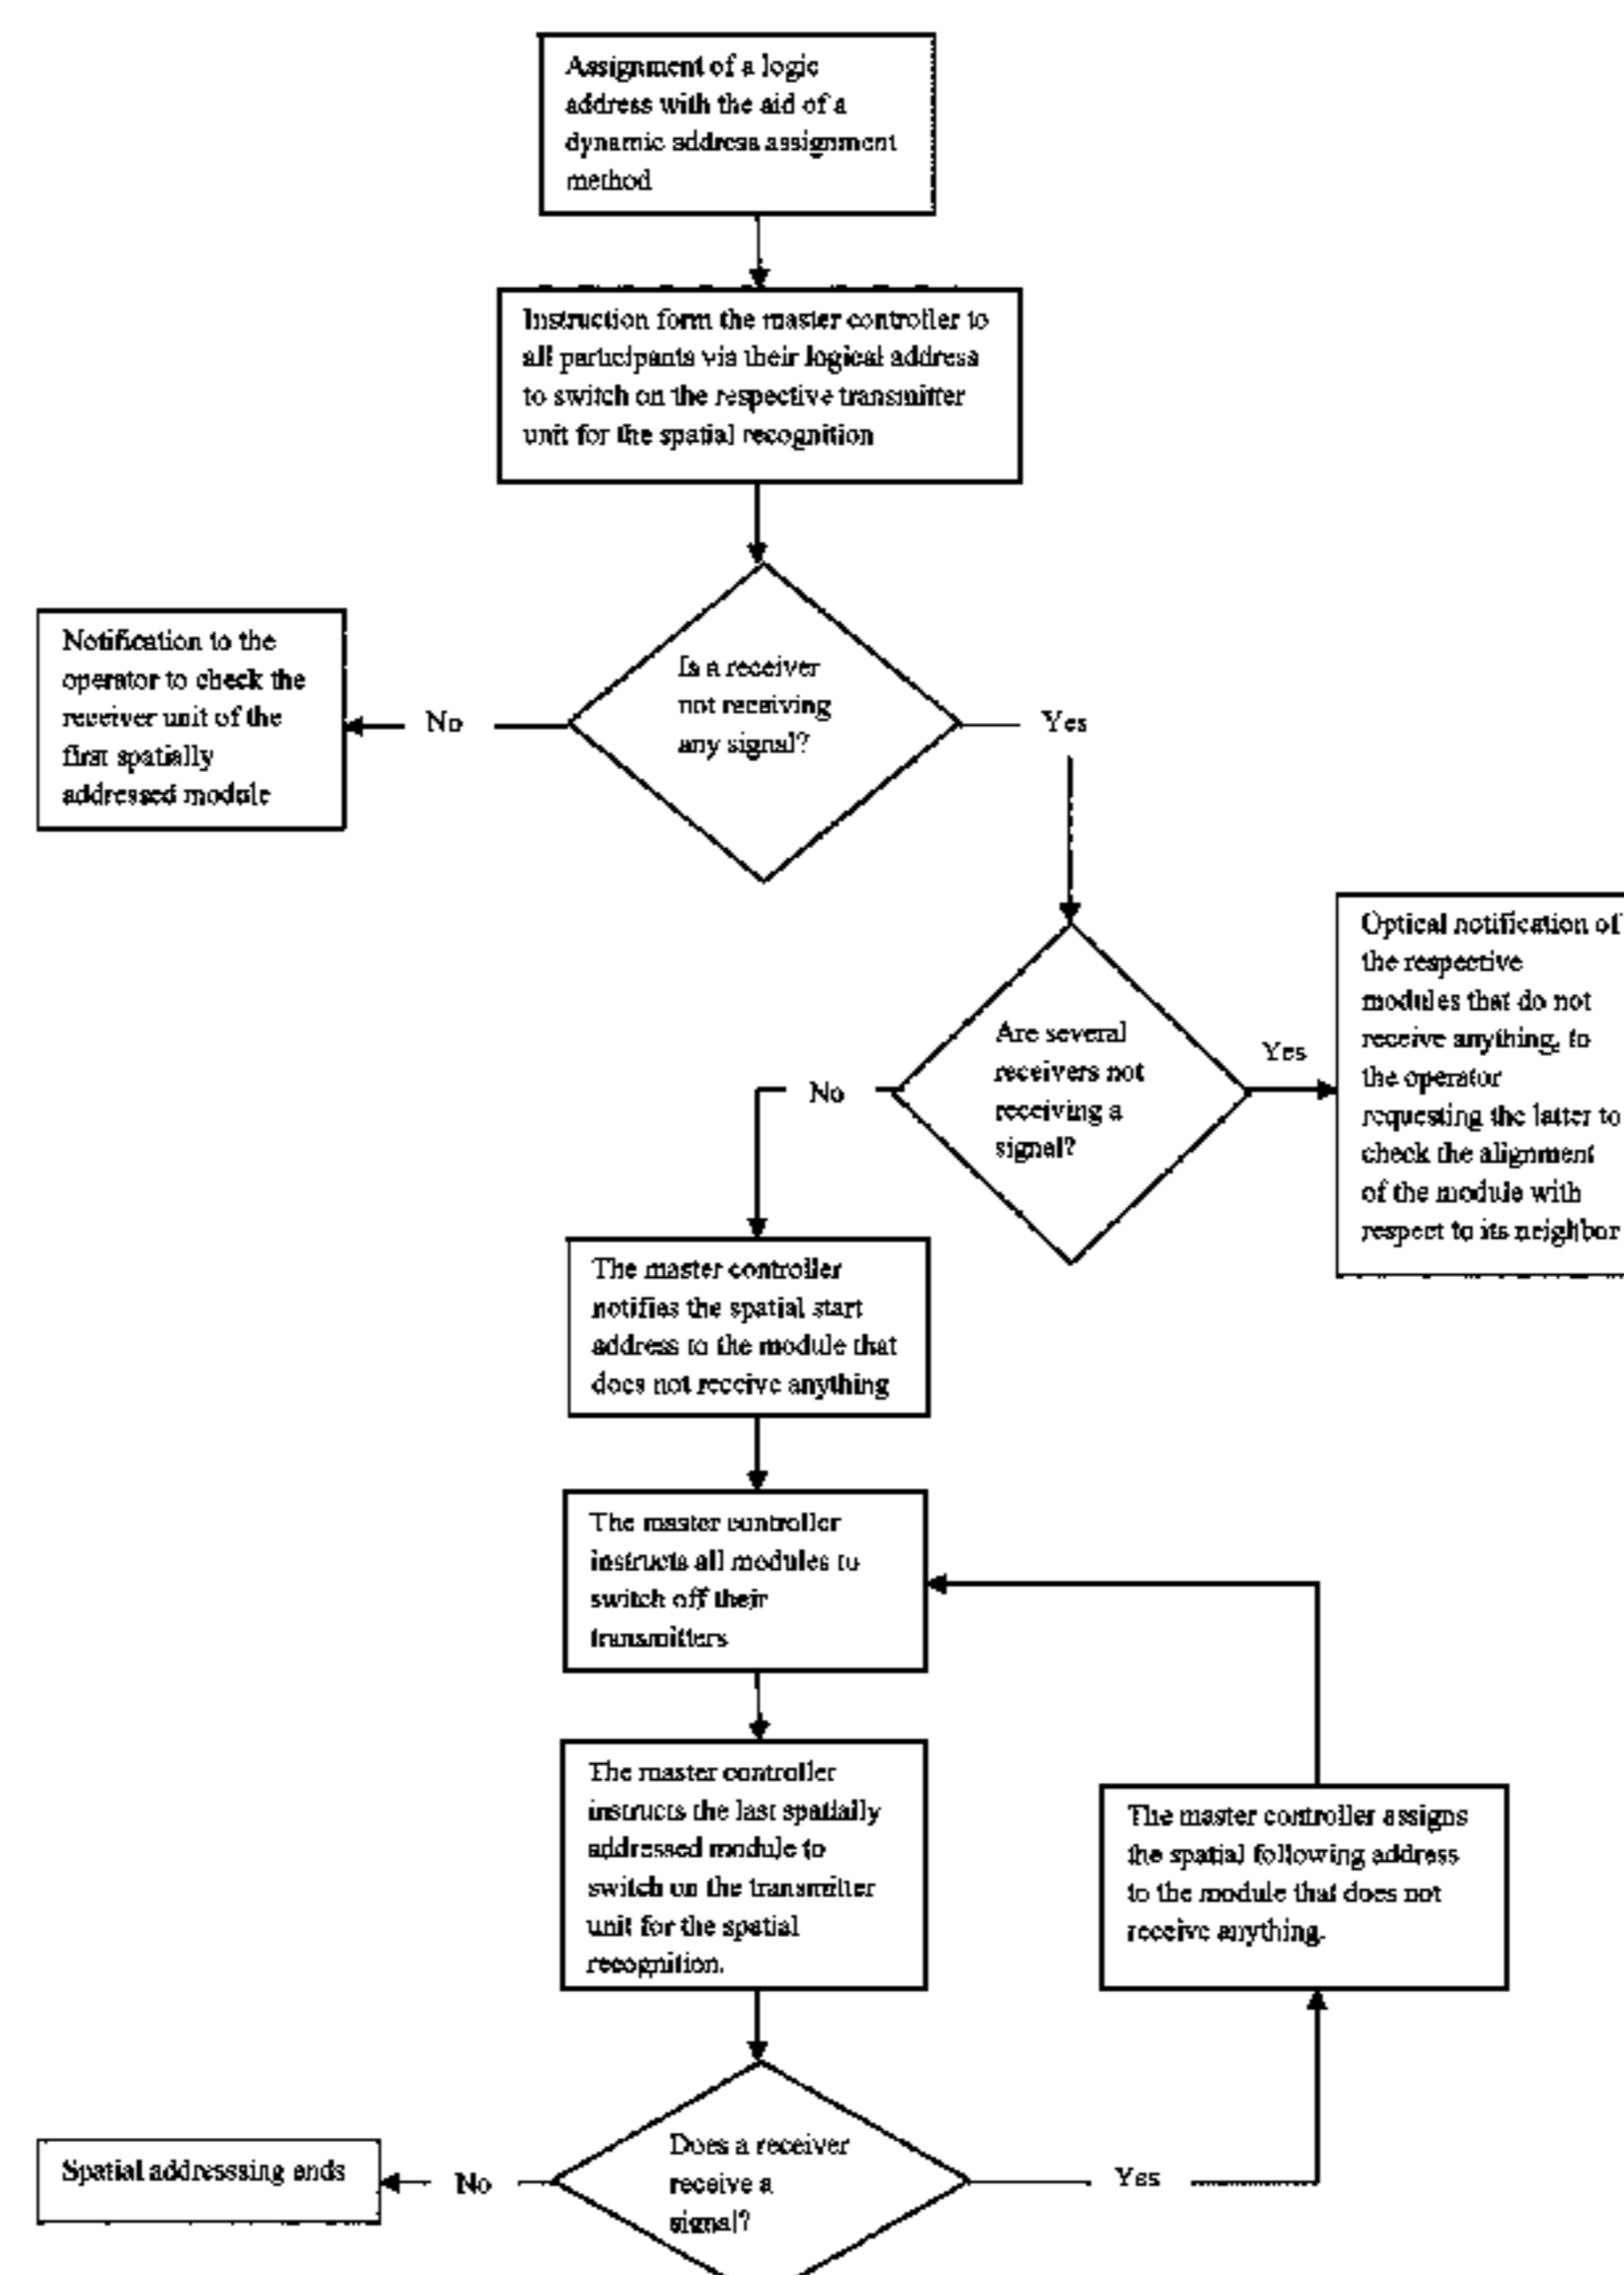 Assignment of a logic
address with the aid of a
dynamic address assignment
method
Instruction form the master controller to
all participants via their logical address
to switch on the respective transmitter
unit for the spatial recognition
Is a receiver
not receiving
any signal?
No
Yes
Notification to the
operator to check the
receiver unit of the
first spatially
addressed module
Are several
receivers not
receiving a
signal?
No
Yes
Optical notification of
the respective
modules that do not
receive anything, to
the operator
requesting the latter to
check the alignment
of the module with
respect to its neighbor
The master controller
notifies the spatial start
address to the module that
does not receive anything
The master controller
instructs all modules to
switch off their
transmitters
The master controller
instructs the last spatially
addressed module to
switch on the transmitter
unit for the spatial
recognition.
The master controller assigns
the spatial following address
to the module that does not
receive anything.
Does a receiver
receive a
signal?
No
Yes
Spatial addresssing ends